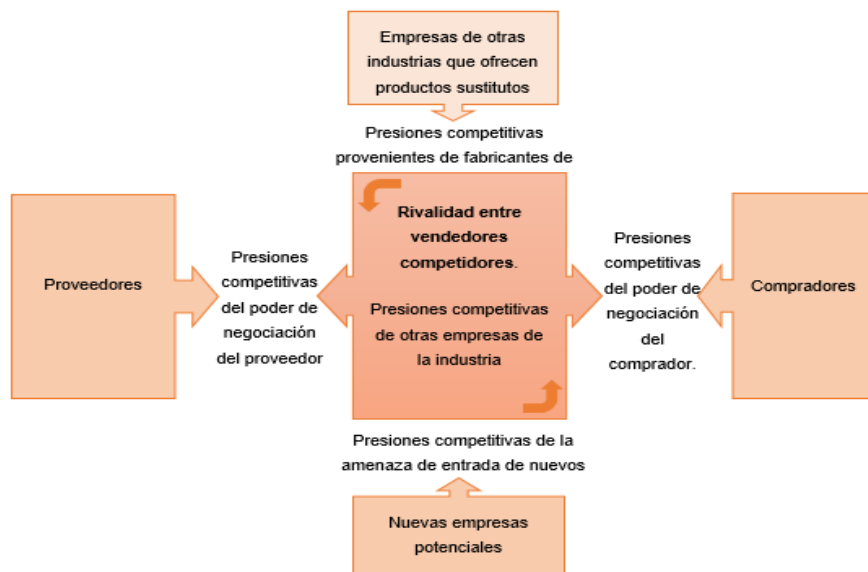 Empresas de otras
industrias que ofrecen
productos sustitutos
Presiones competitivas
provenientes de fabricantes de
Proveedores
Presiones
competitivas
del poder de
negociación
del proveedor
Rivalidad entre
vendedores
competidores.
Presiones competitivas
de otras empresas de
la industria
Presiones
competitivas
del poder de
negociación
del
comprador.
Compradores
Presiones competitivas de la
amenaza de entrada de nuevos
Nuevas empresas
potenciales